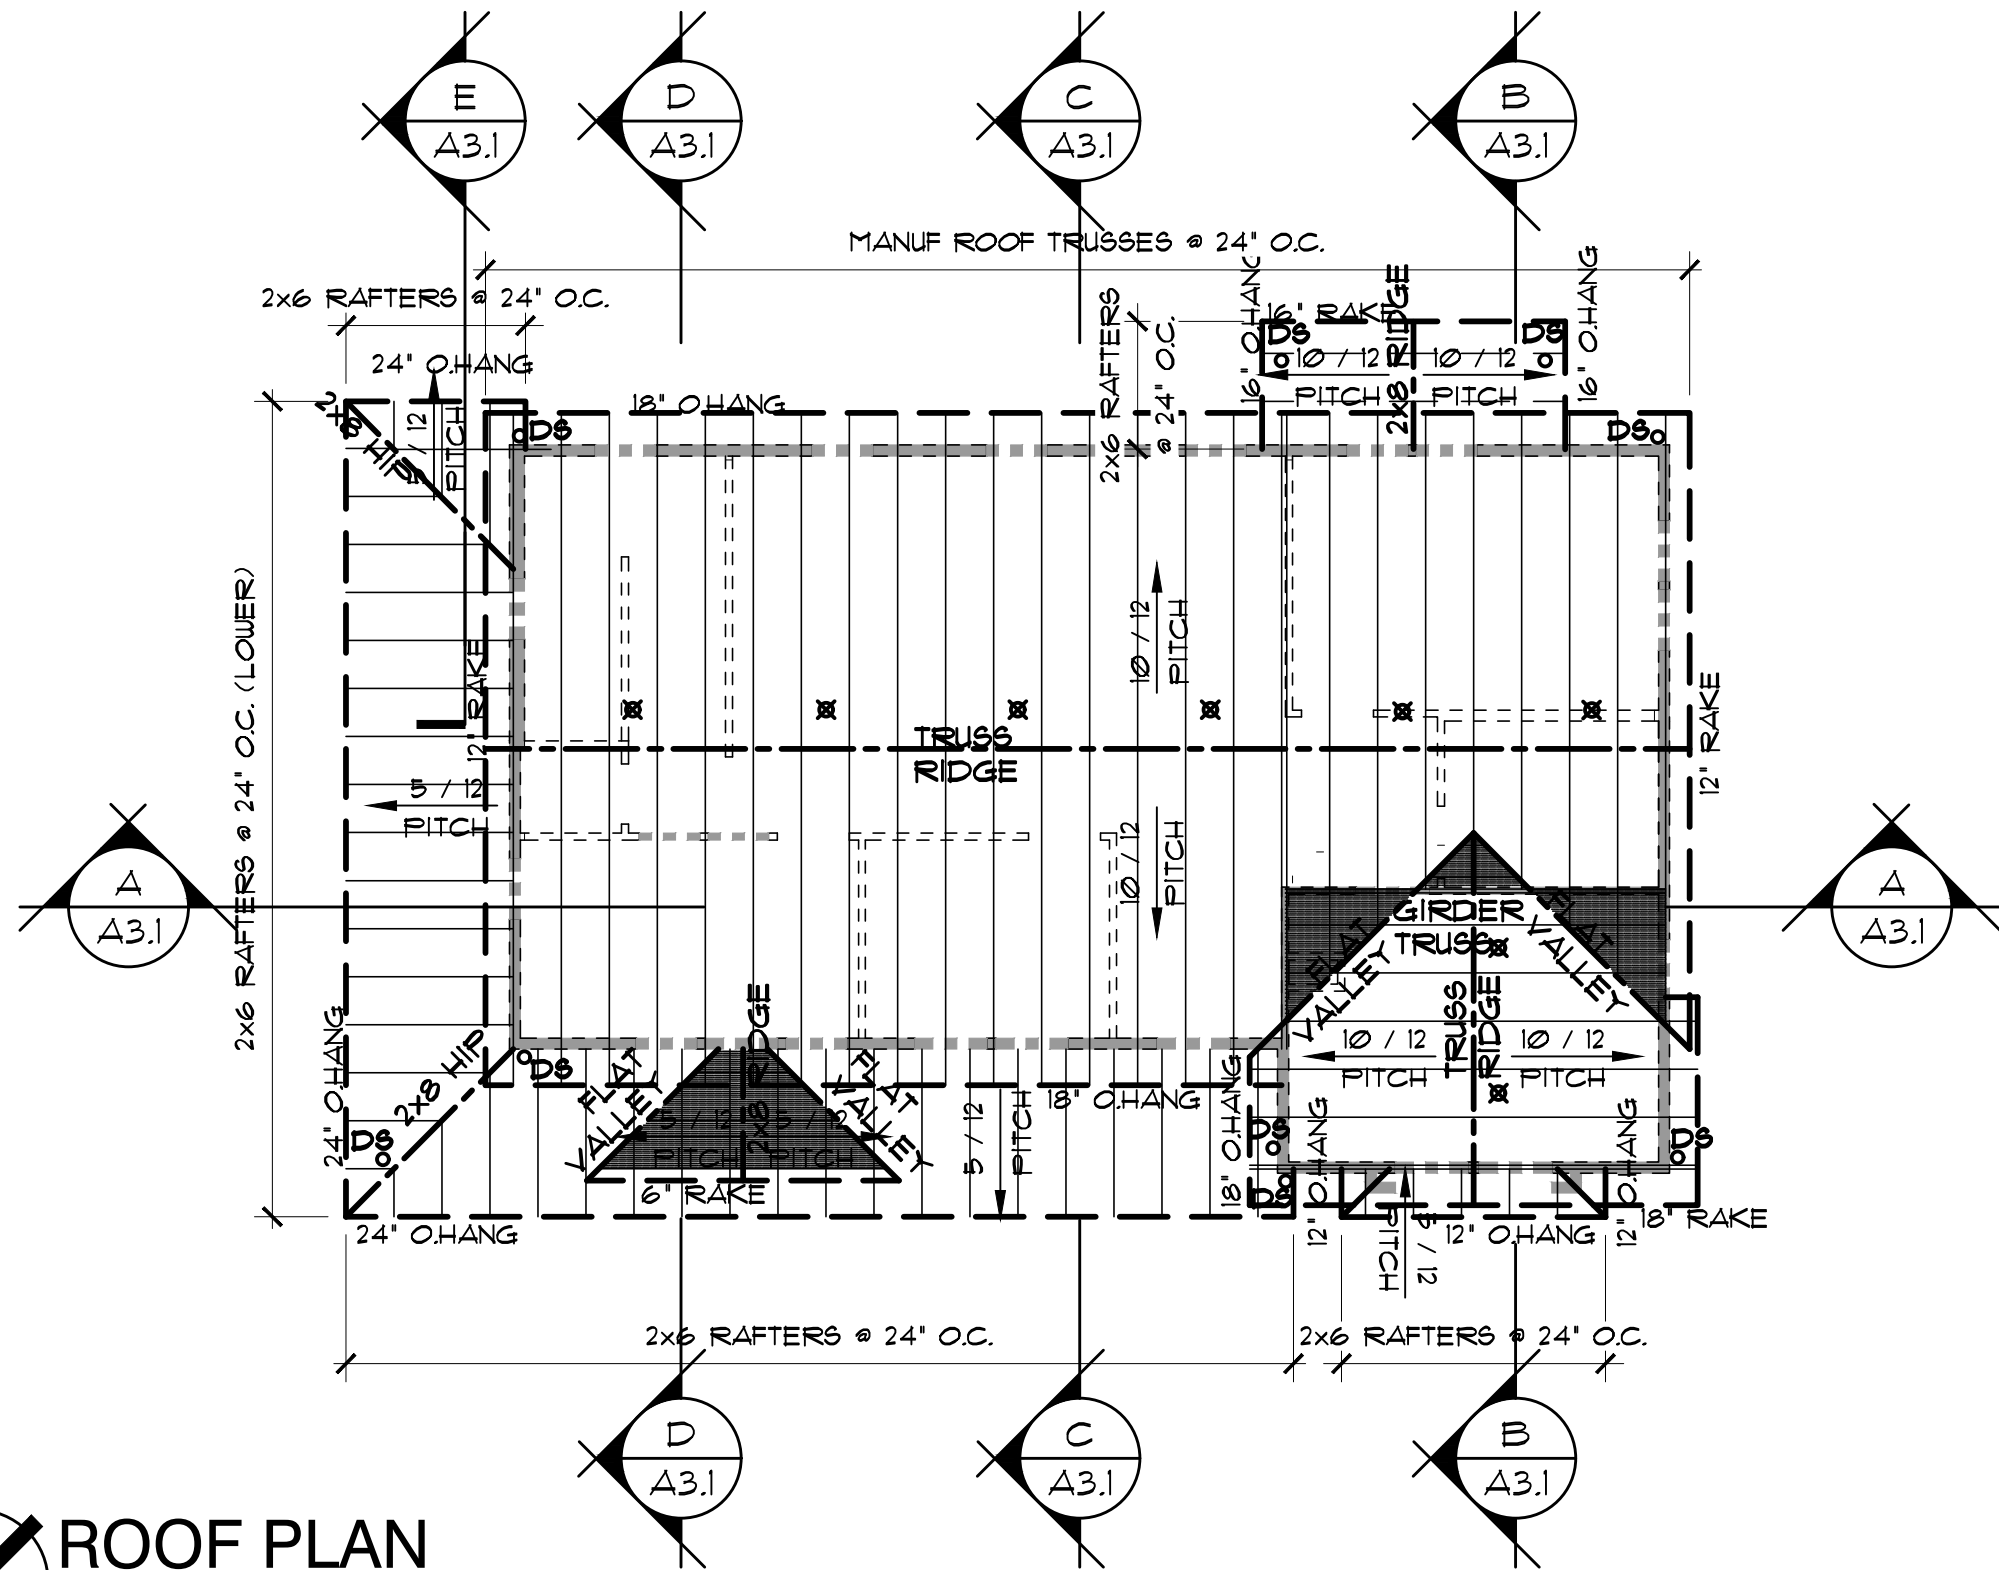 E
A3.1
D
A3.1
C
A3.1
B
A3.1
MANUF ROOF TRUSSES @ 24" O.C.
2x6 RAFTERS @ 24" O.C.
24" O.HANG
18" O.HANG
2x6 RAFTERS
@ 24" O.C.
16" O.HANG
16" RAKE
2x8 RIDGE
16" O.HANG
DS
DS
10 / 12
PITCH
10 / 12
PITCH
2x8 HIP
5 / 12
PITCH
DS
DS
2x6 RAFTERS @ 24" O.C. (LOWER)
12" RAKE
10 / 12
PITCH
TRUSS
RIDGE
12" RAKE
5 / 12
PITCH
10 / 12
PITCH
A
A3.1
A
A3.1
GIRDER
TRUSS
FLAT
VALLEY
FLAT
VALLEY
TRUSS
RIDGE
10 / 12
PITCH
10 / 12
PITCH
24" O.HANG
2x8 HIP
DS
DS
FLAT
VALLEY
2x8 RIDGE
FLAT
VALLEY
5 / 12
PITCH
5 / 12
PITCH
6" RAKE
5 / 12
PITCH
18" O.HANG
18" O.HANG
DS
DS
DS
12" O.HANG
12" O.HANG
24" O.HANG
PITCH
12" O.HANG
18" RAKE
2x6 RAFTERS @ 24" O.C.
2x6 RAFTERS @ 24" O.C.
D
A3.1
C
A3.1
B
A3.1
ROOF PLAN